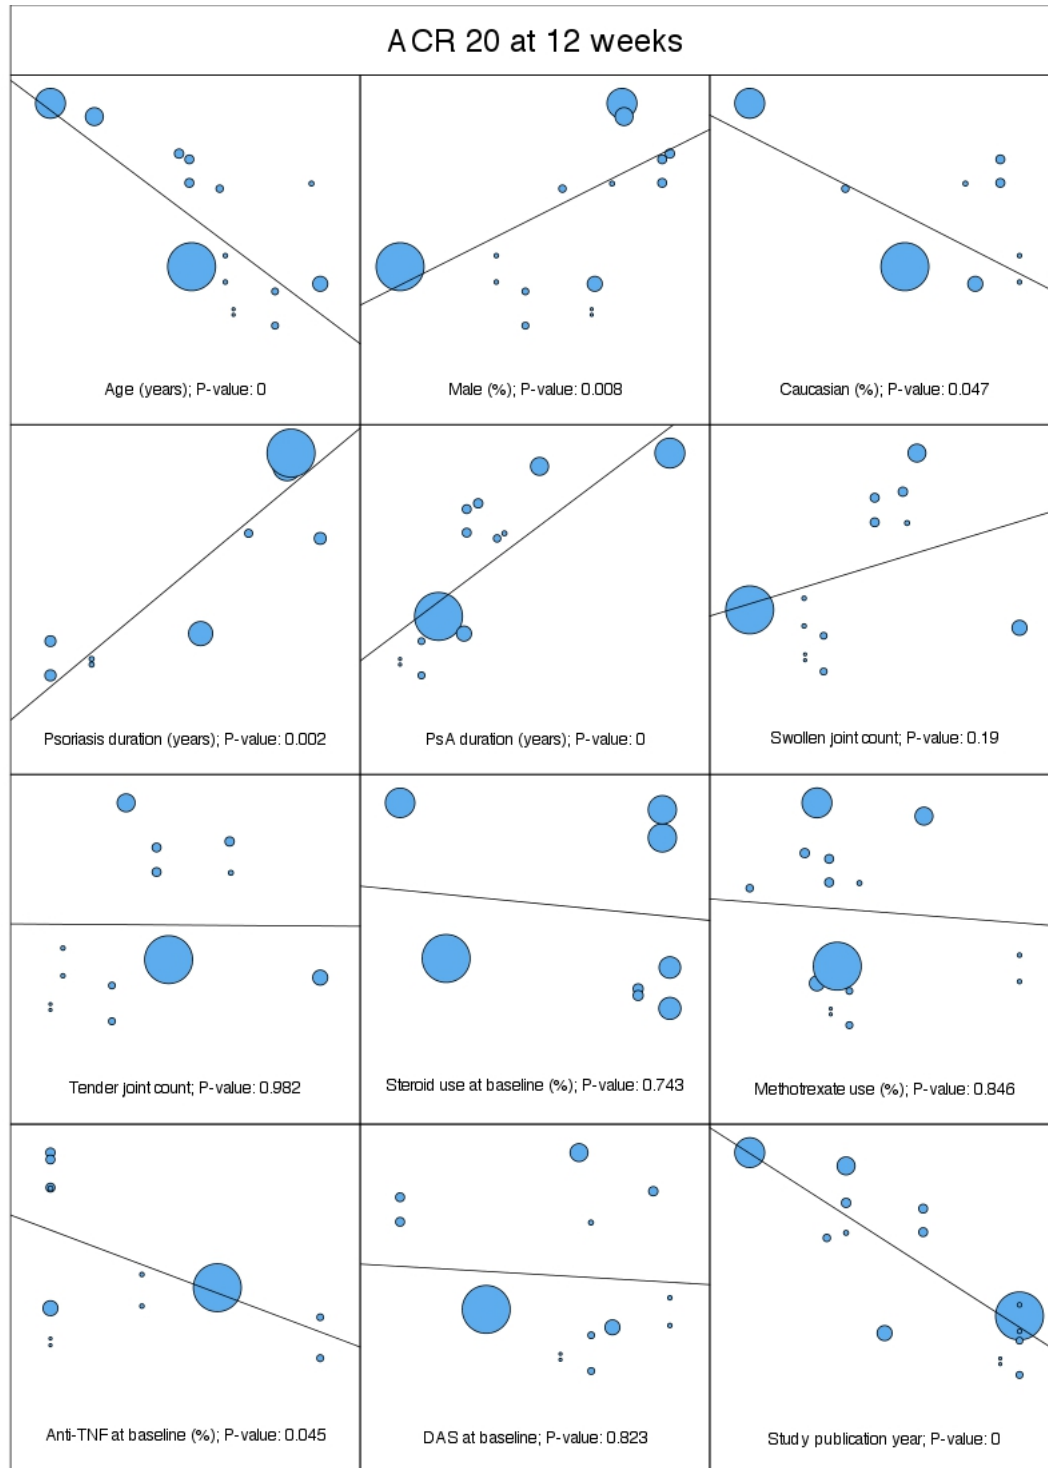 ACR 20 at 12 weeks
Age (years); P-value: 0
Male (%); P-value: 0.008
Caucasian (%); P-value: 0.047
Psoriasis duration (years); P-value: 0.002
PsA duration (years); P-value: 0
Swollen joint count; P-value: 0.19
Tender joint count; P-value: 0.982
Steroid use at baseline (%); P-value: 0.743
Methotrexate use (%); P-value: 0.846
Anti-TNF at baseline (%); P-value: 0.045
DAS at baseline; P-value: 0.823
Study publication year; P-value: 0